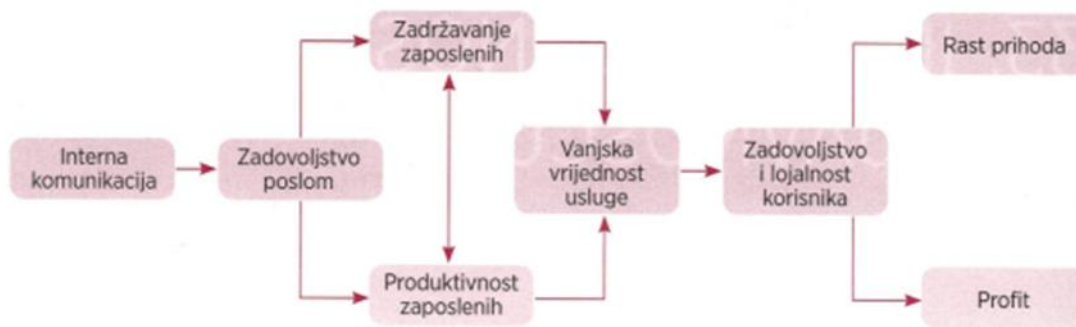 Interna
komunikacija
Zadovoljstvo
poslom
Zadržavanje
zaposlenih
Produktivnost
zaposlenih
Vanjska
vrijednost
usluge
Zadovoljstvo
i lojalnost
korisnika
Rast prihoda
Profit